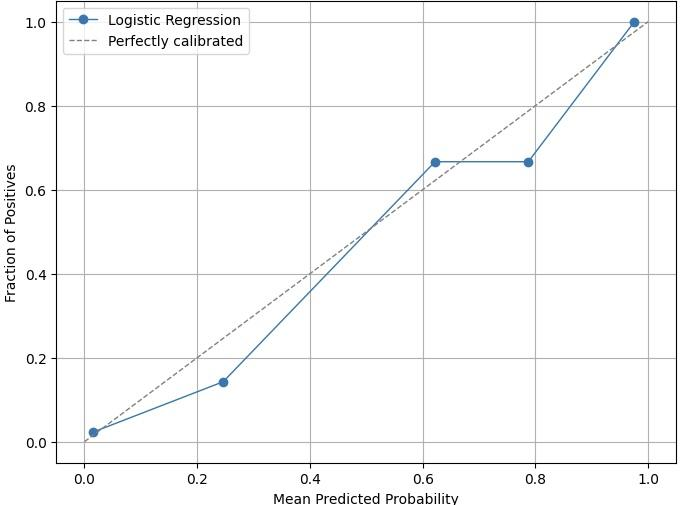 Logistic Regression
Perfectly calibrated
Fraction of Positives
1.0
0.8
0.6
0.4
0.2
0.0
0.0 0.2 0.4 0.6 0.8 1.0
Mean Predicted Probability